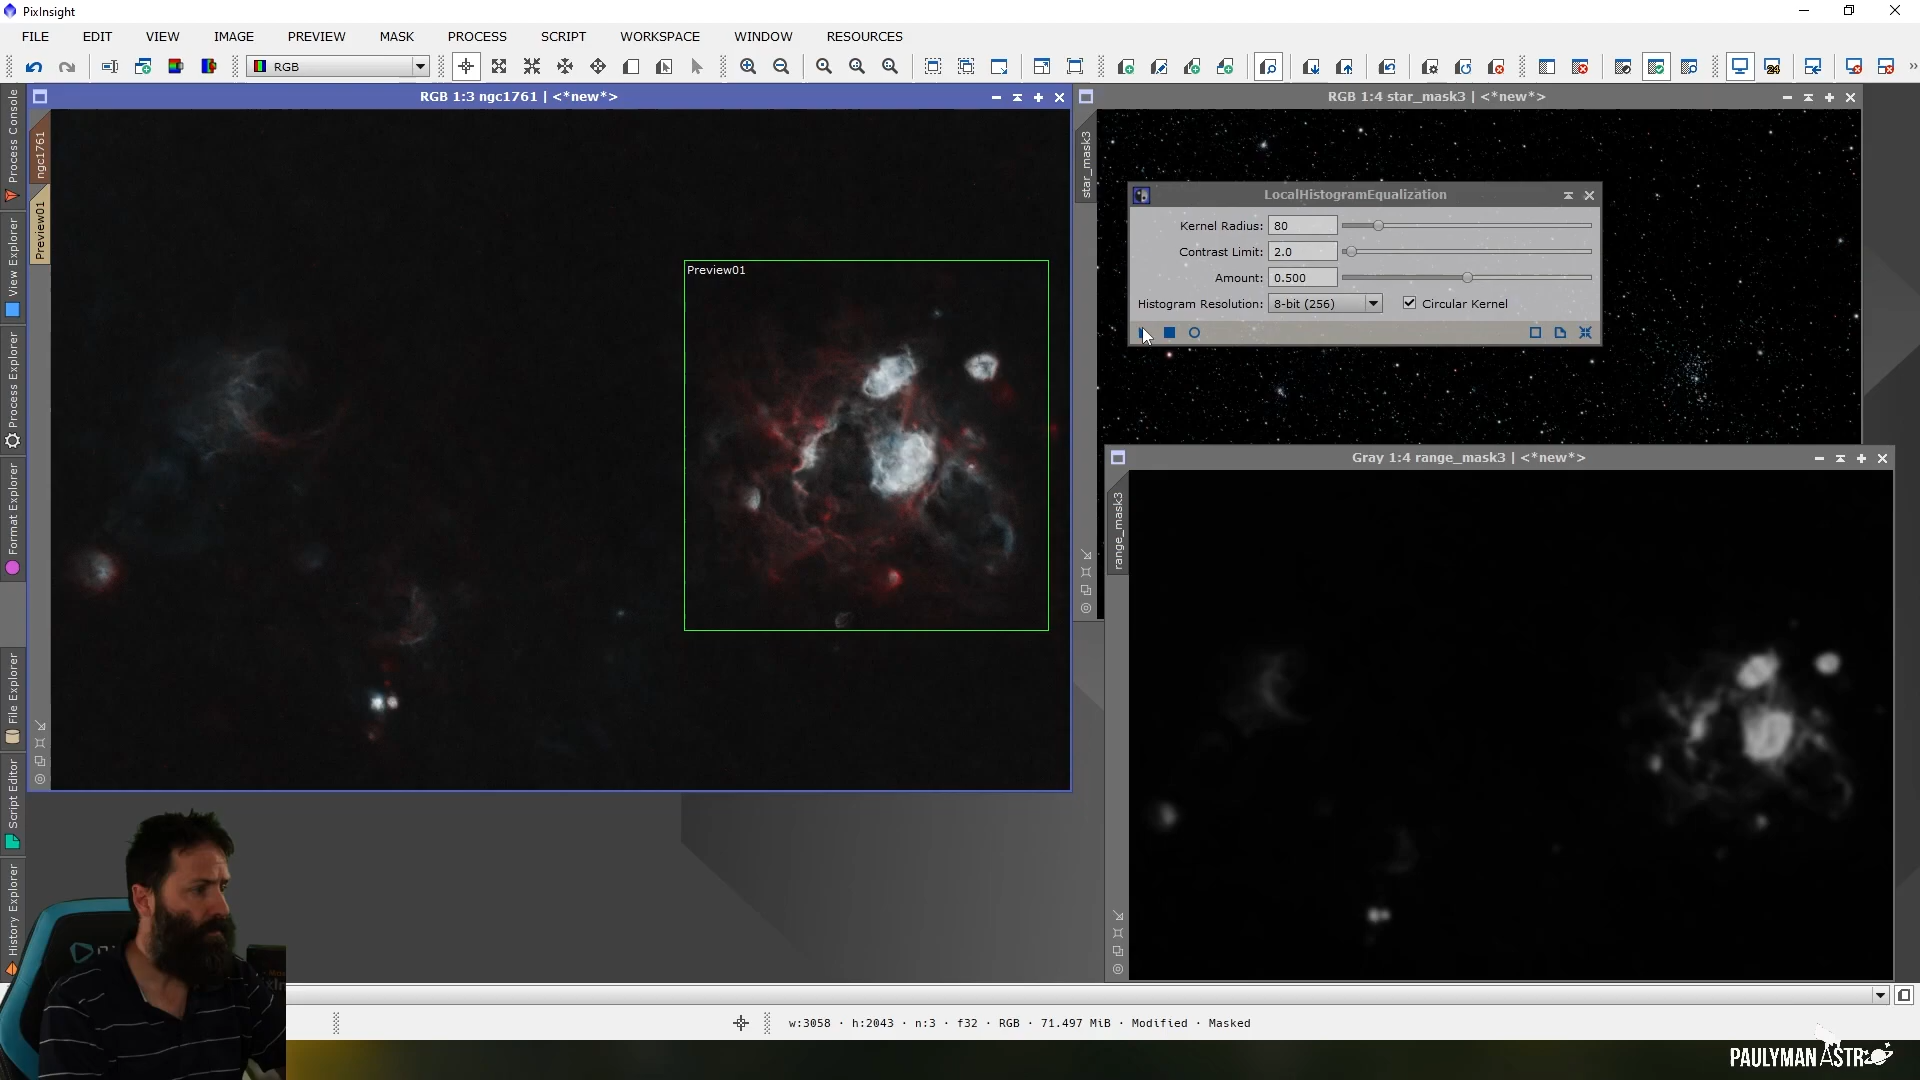 PixInsight
FILE EDIT VIEW IMAGE PREVIEW MASK PROCESS SCRIPT WORKSPACE WINDOW RESOURCES
RGB
24
RGB 1:3 ngc1761 | <*new*>
RGB 1:4 star_mask3 | <*new*>
Process Console
View Explorer
Process Explorer
Format Explorer
File Explorer
Script Editor
History Explorer
ngc1761
Preview01
Preview01
star_mask3
LocalHistogramEqualization
Kernel Radius: 80
Contrast Limit: 2.0
Amount: 0.500
Histogram Resolution: 8-bit (256) Circular Kernel
Gray 1:4 range_mask3 | <*new*>
range_mask3
w:3058 · h:2043 · n:3 · f32 · RGB · 71.497 MiB · Modified · Masked
PAULYMAN ASTRO